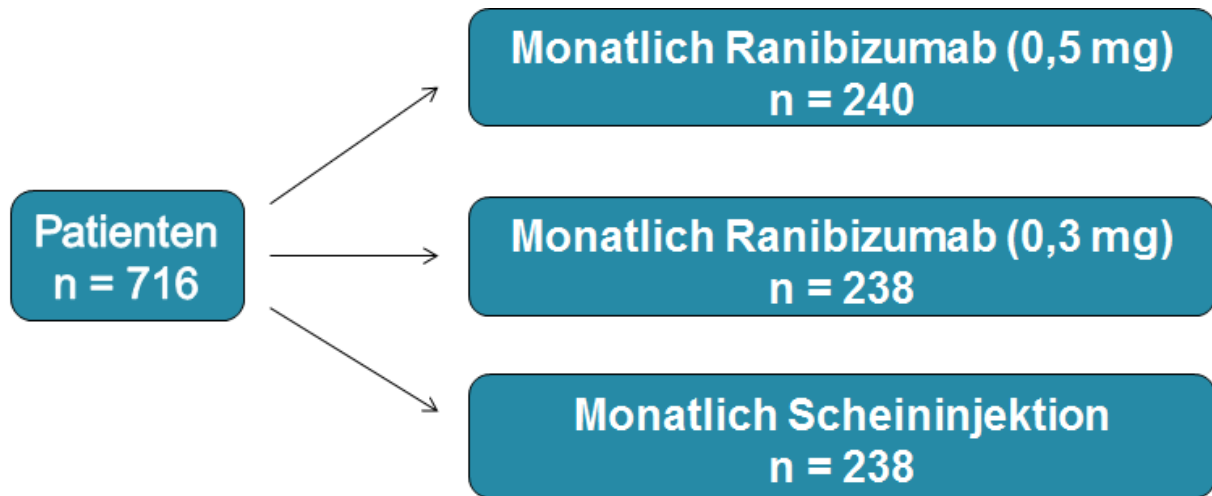 Monatlich Ranibizumab (0,5 mg)
n = 240
Patienten
n = 716
Monatlich Ranibizumab (0,3 mg)
n = 238
Monatlich Scheininjektion
n = 238